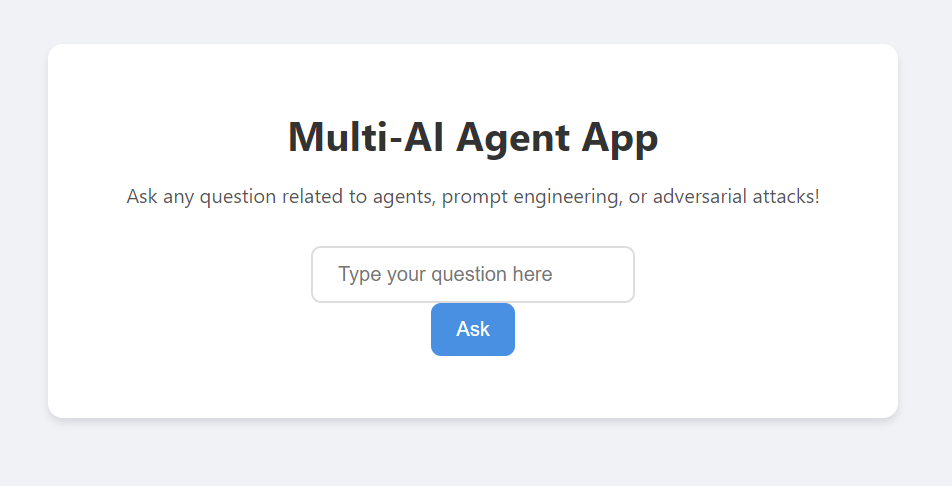 Multi-AI Agent App
Ask any question related to agents, prompt engineering, or adversarial attacks!
Type your question here
Ask